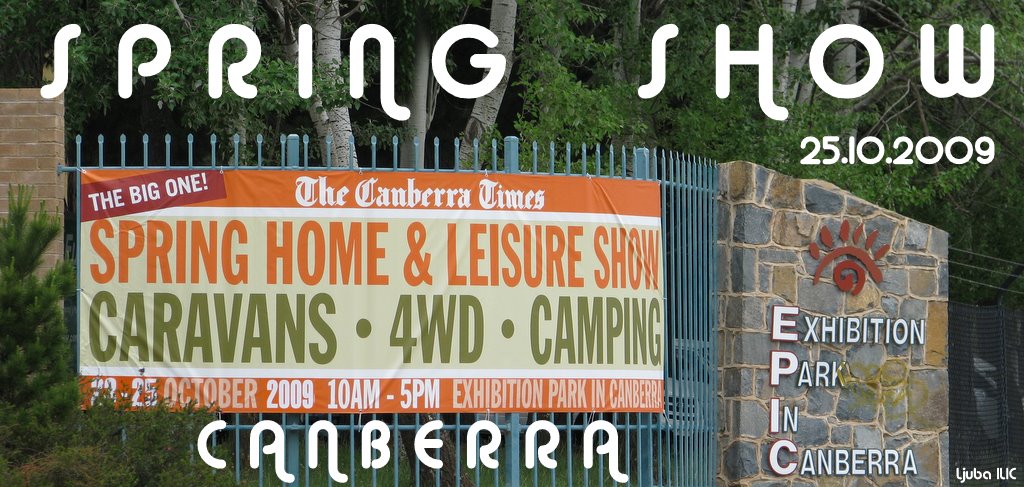 SPRING SHOW
25.10.2009
THE BIG ONE!
The Canberra Times
SPRING HOME & LEISURE SHOW
CARAVANS • 4WD • CAMPING
OCTOBER 2009 10AM - 5PM EXHIBITION PARK IN CANBERRA
EXHIBITION
PARK
IN
CANBERRA
CANBERRA
Ljuba ILIC